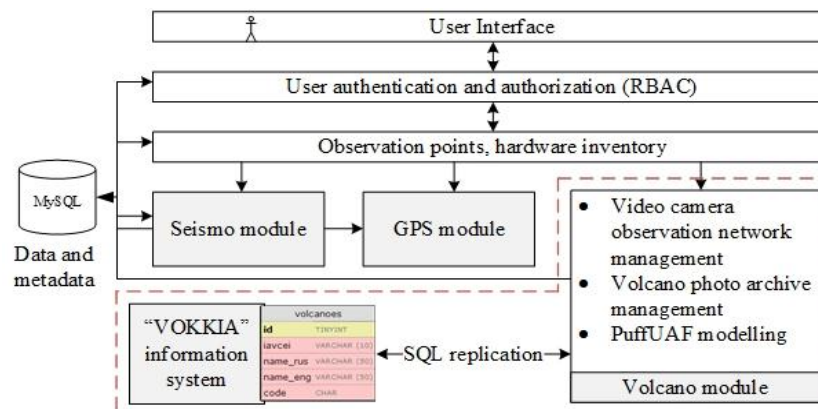 User Interface
User authentication and authorization (RBAC)
Observation points, hardware inventory
MySQL
Data and
metadata
Seismo module
GPS module
• Video camera
observation network
management
• Volcano photo archive
management
• PuffUAF modelling
Volcano module
“VOKKIA”
information
system
volcanoes
id TINYINT
iavcei VARCHAR (10)
name_rus VARCHAR (50)
name_eng VARCHAR (50)
code CHAR
SQL replication